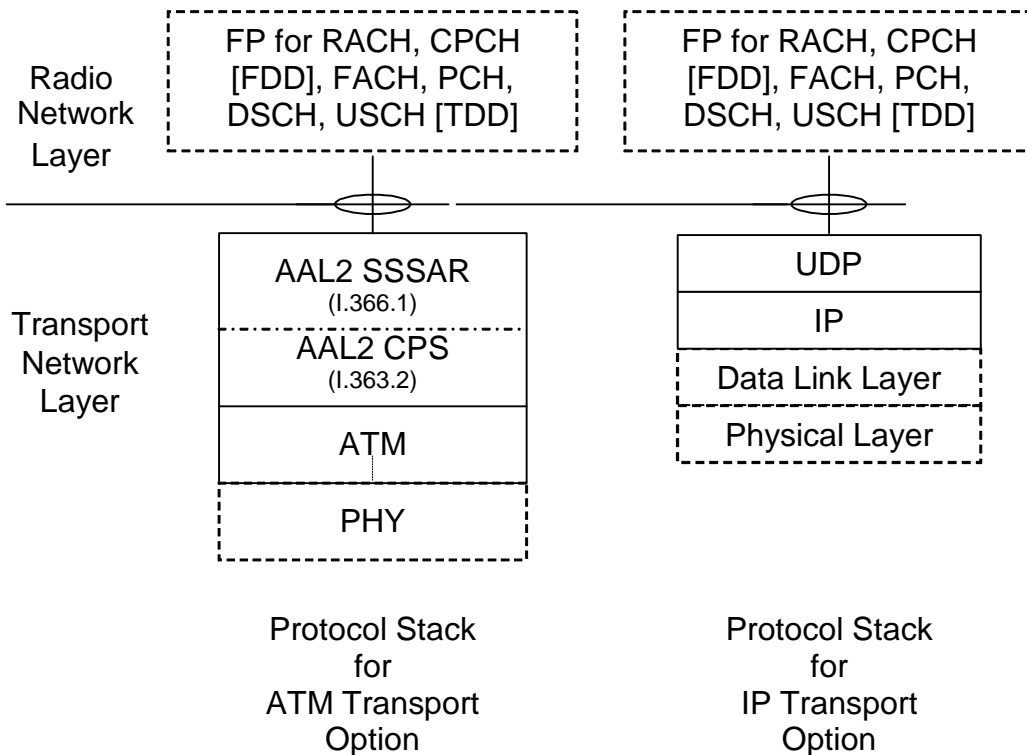 Radio
Network
Layer
FP for RACH, CPCH
[FDD], FACH, PCH,
DSCH, USCH [TDD]
FP for RACH, CPCH
[FDD], FACH, PCH,
DSCH, USCH [TDD]
Transport
Network
Layer
AAL2 SSSAR
(I.366.1)
AAL2 CPS
(I.363.2)
ATM
PHY
UDP
IP
Data Link Layer
Physical Layer
Protocol Stack
for
ATM Transport
Option
Protocol Stack
for
IP Transport
Option